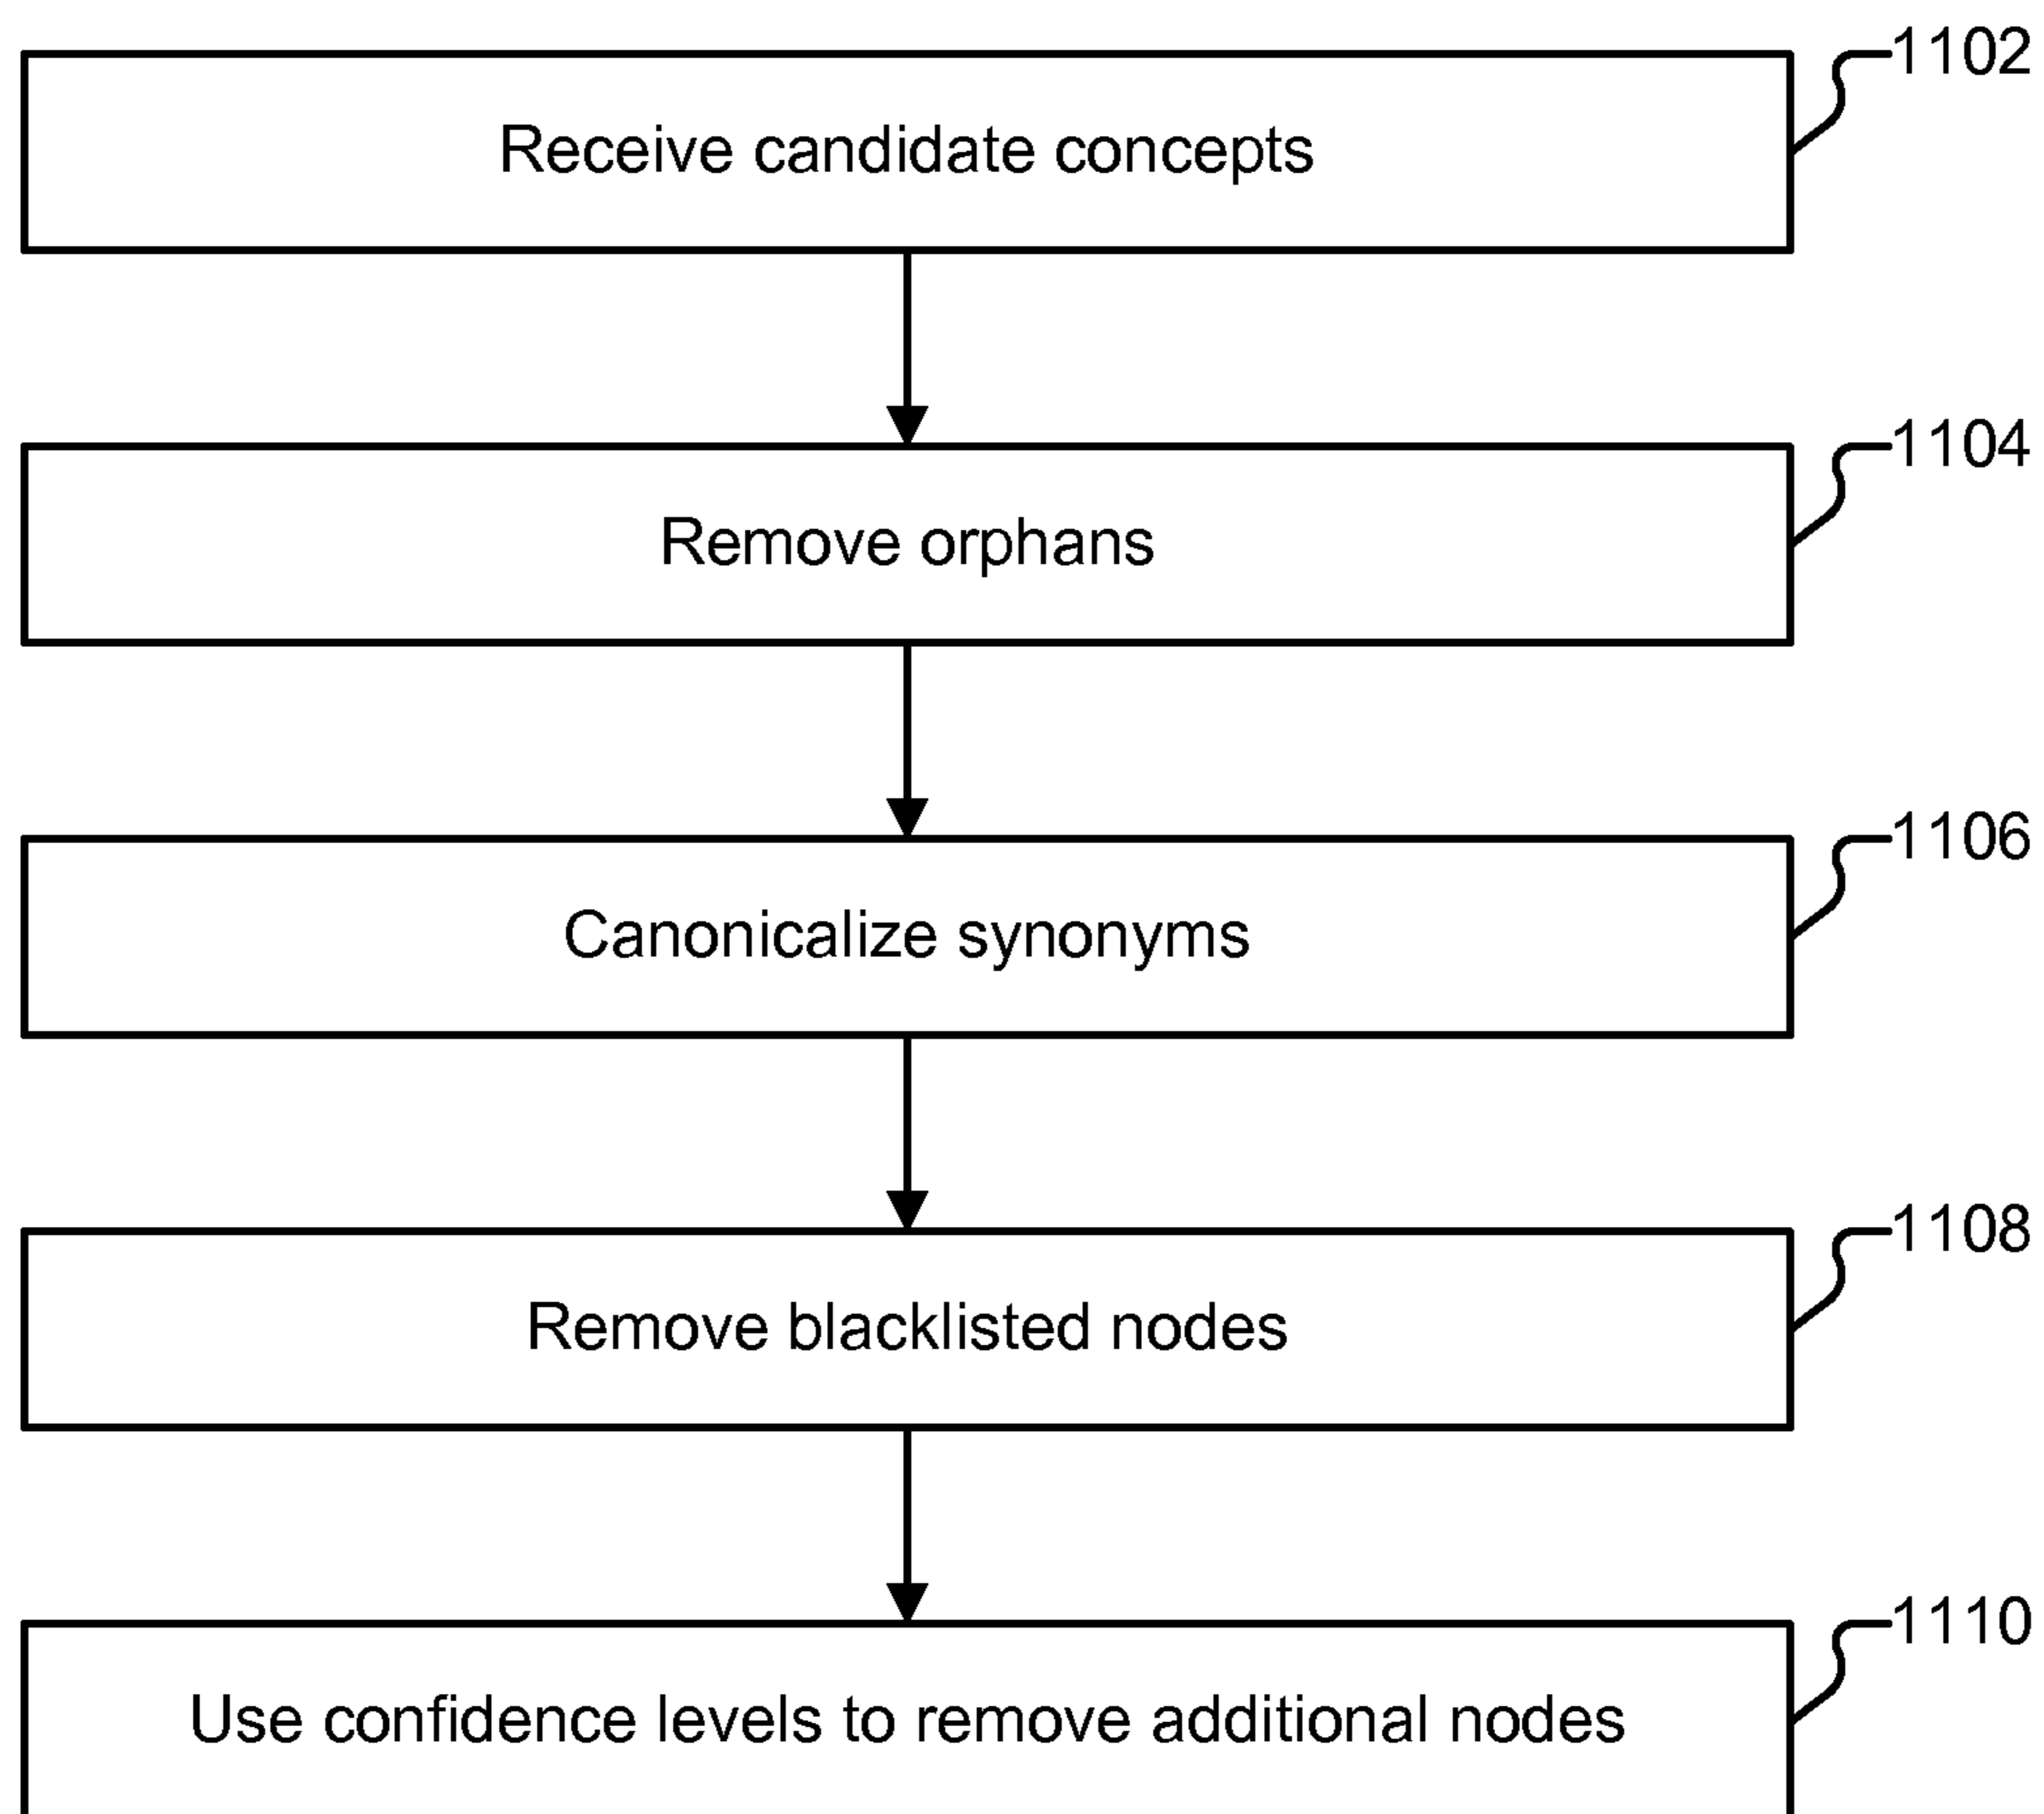 1102
Receive candidate concepts
1104
Remove orphans
1106
Canonicalize synonyms
1108
Remove blacklisted nodes
1110
Use confidence levels to remove additional nodes